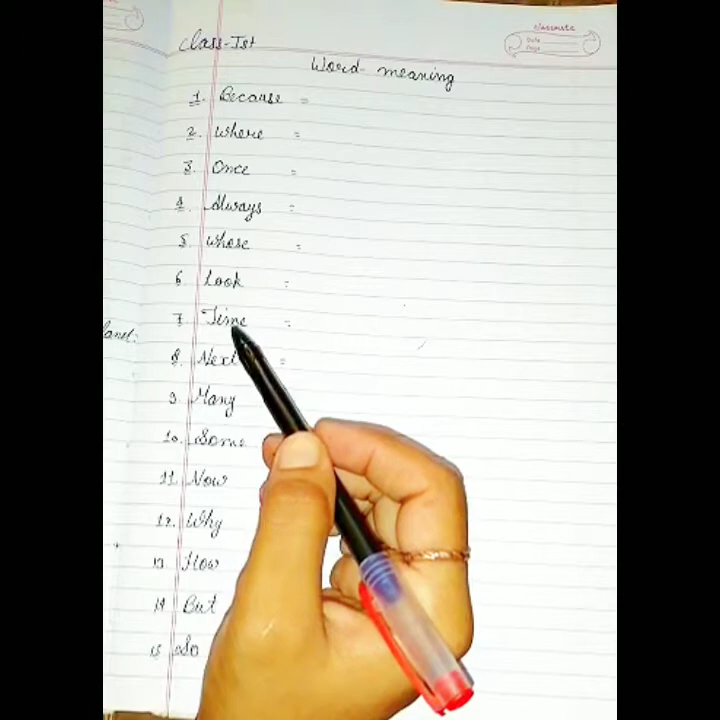 classmate
Date
Page
Class-Ist
Word-meaning
1. Because =
2. Where =
3. Once =
4. Always =
5. Whose =
6. Look =
7. Time =
8. Next =
9. Many
10. Some
11. Now
12. Why
13. How
14. But
15. So